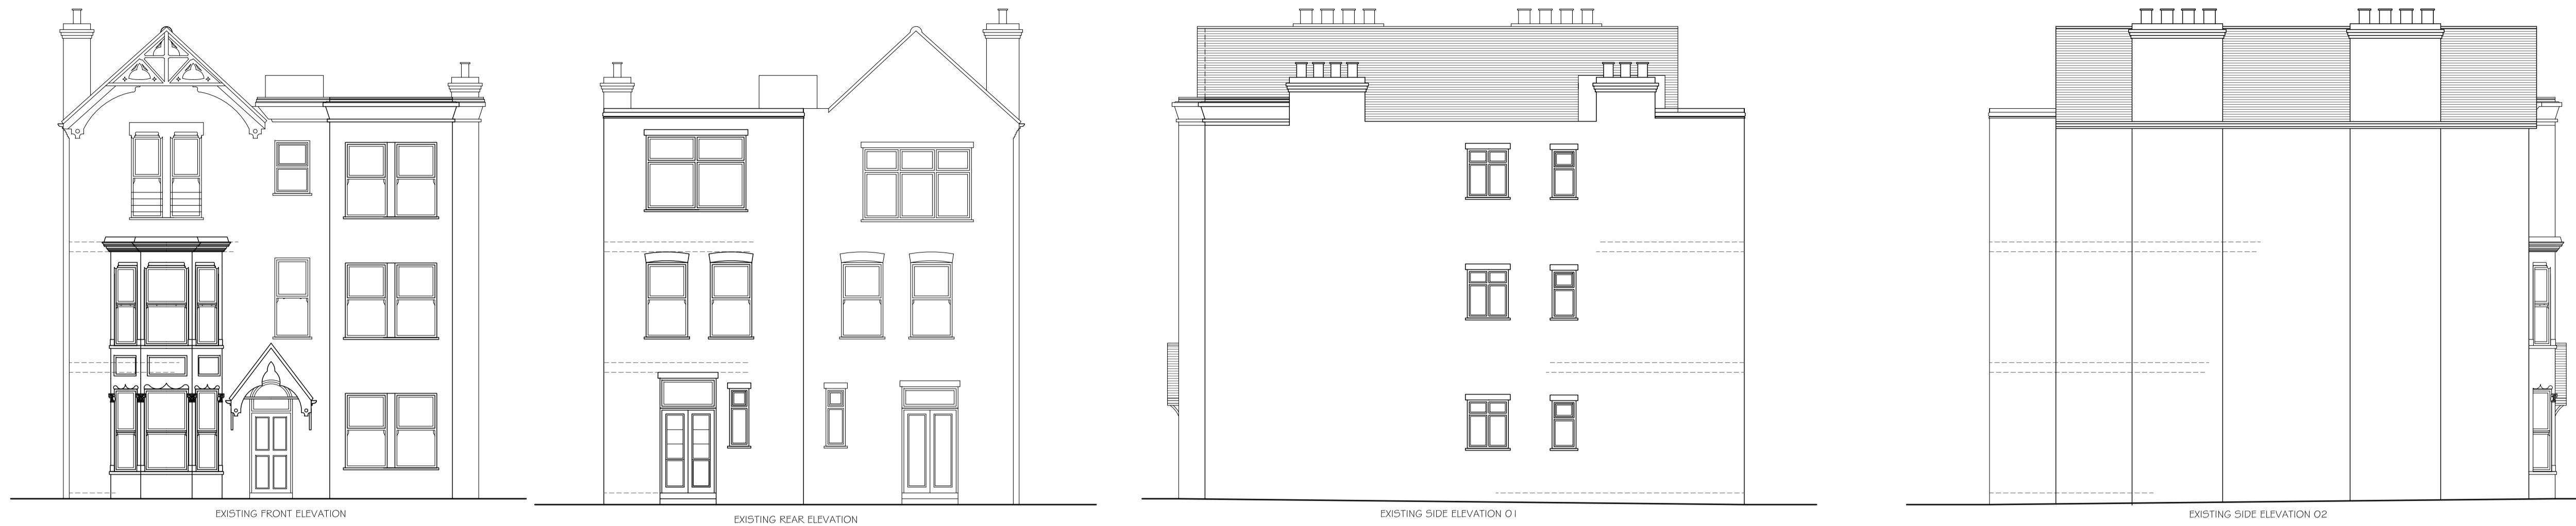 EXISTING FRONT ELEVATION
EXISTING REAR ELEVATION
EXISTING SIDE ELEVATION 01
EXISTING SIDE ELEVATION 02